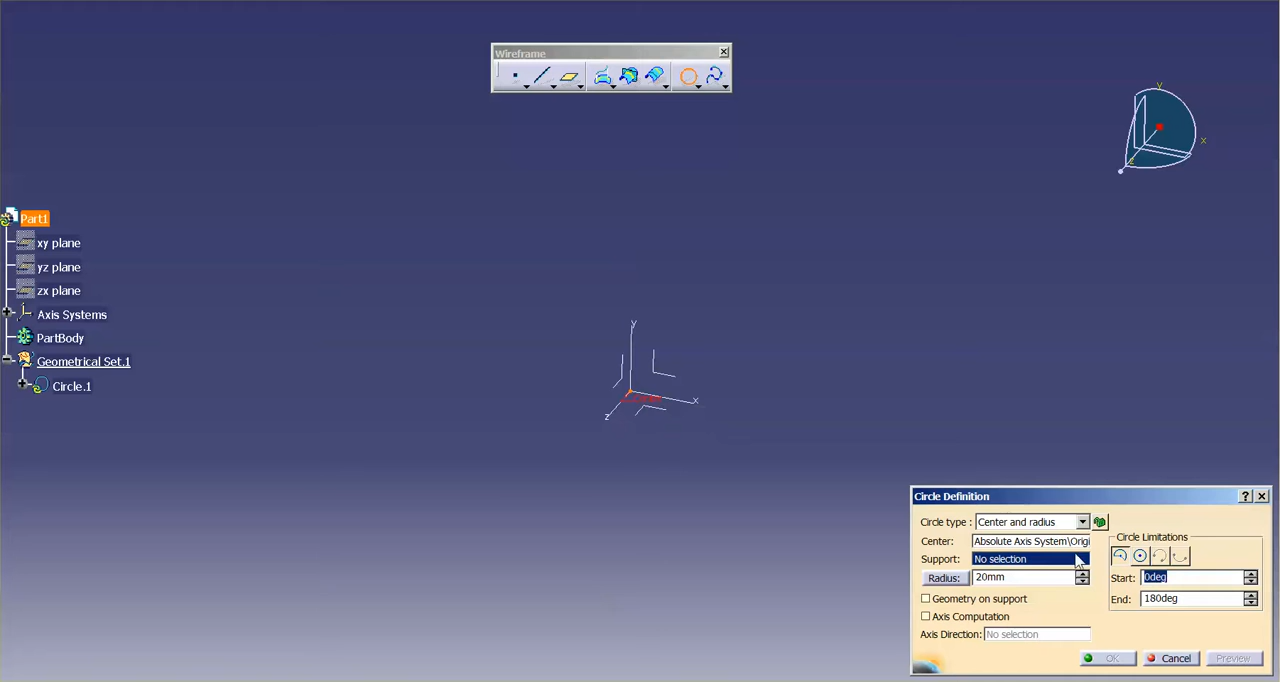 Wireframe
y
x
z
Part1
xy plane
yz plane
zx plane
Axis Systems
PartBody
Geometrical Set.1
Circle.1
y
x
z
Circle Definition
Circle type : Center and radius
Center: Absolute Axis System\Origi
Support: No selection
Radius: 20mm
Geometry on support
Axis Computation
Axis Direction: No selection
Circle Limitations
Start: 0deg
End: 180deg
OK Cancel Preview